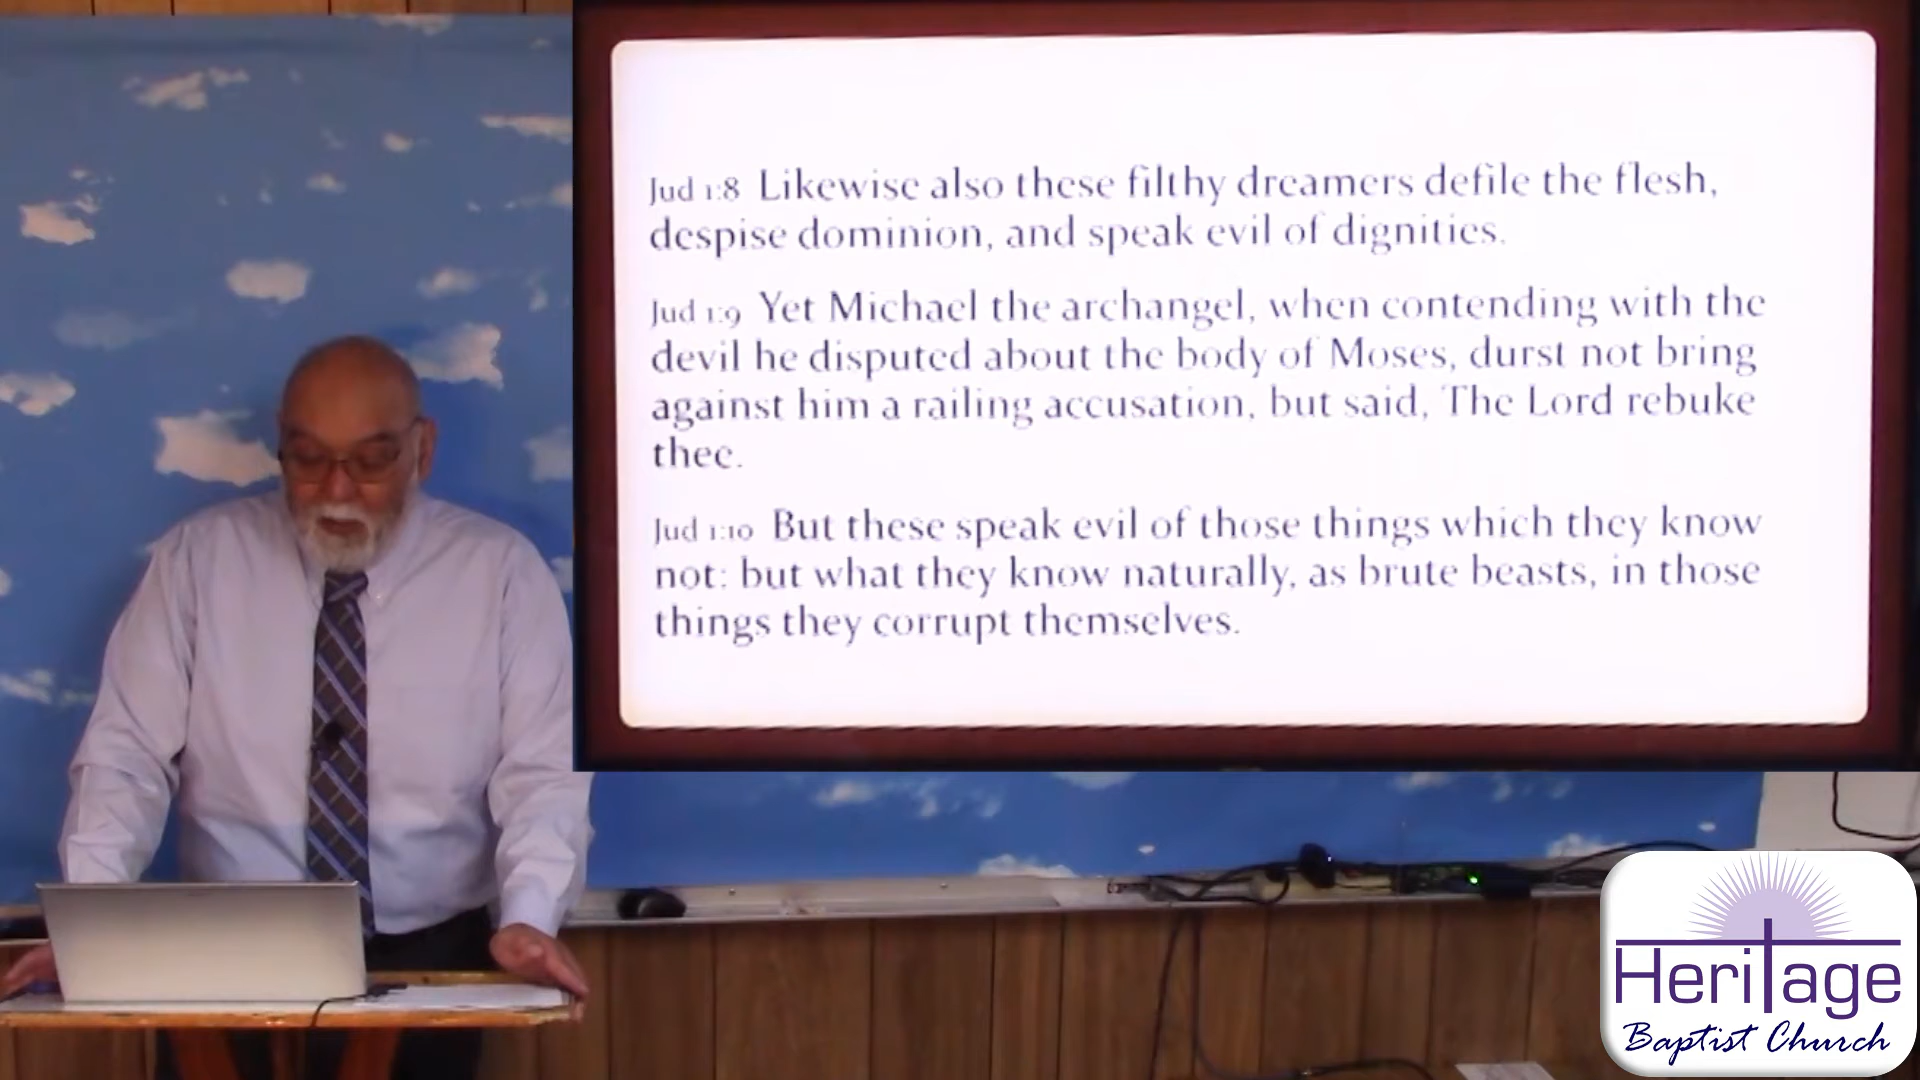 Jud 1:8 Likewise also these filthy dreamers defile the flesh,
despise dominion, and speak evil of dignities.
Jud 1:9 Yet Michael the archangel, when contending with the
devil he disputed about the body of Moses, durst not bring
against him a railing accusation, but said, The Lord rebuke
thee.
Jud 1:10 But these speak evil of those things which they know
not: but what they know naturally, as brute beasts, in those
things they corrupt themselves.
Heritage
Baptist Church